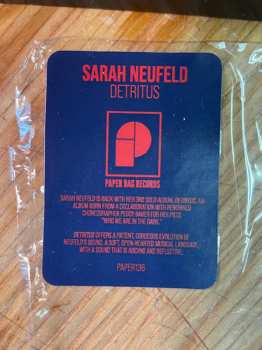 SARAH NEUFELD
DETRITUS
PAPER BAG RECORDS
SARAH NEUFELD IS BACK WITH HER 3RD SOLO ALBUM, DETRITUS, AN
ALBUM BORN FROM A COLLABORATION WITH RENOWNED
CHOREOGRAPHER PEGGY BAKER FOR HER PIECE
"WHO WE ARE IN THE DARK."
DETRITUS OFFERS A PATIENT, GORGEOUS EVOLUTION OF
NEUFELD'S SOUND, A SOFT, OPEN-HEARTED MUSICAL LANGUAGE,
WITH A SOUND THAT IS ARCING AND REFLECTIVE.
PAPER136